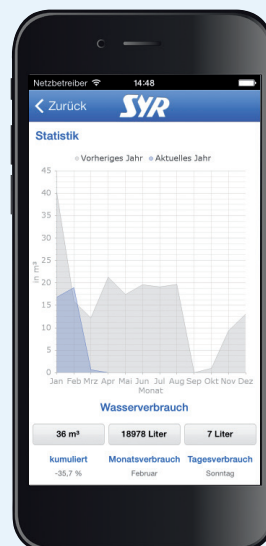 Netzbetreiber 14:48
Zurück SYR
Statistik
Vorheriges Jahr Aktuelles Jahr
45
40
35
30
25
20
15
10
5
0
in m³
Jan Feb Mrz Apr Mai Jun Jul Aug Sep Okt Nov Dez
Monat
Wasserverbrauch
36 m³ 18978 Liter 7 Liter
kumuliert Monatsverbrauch Tagesverbrauch
-35,7 % Februar Sonntag